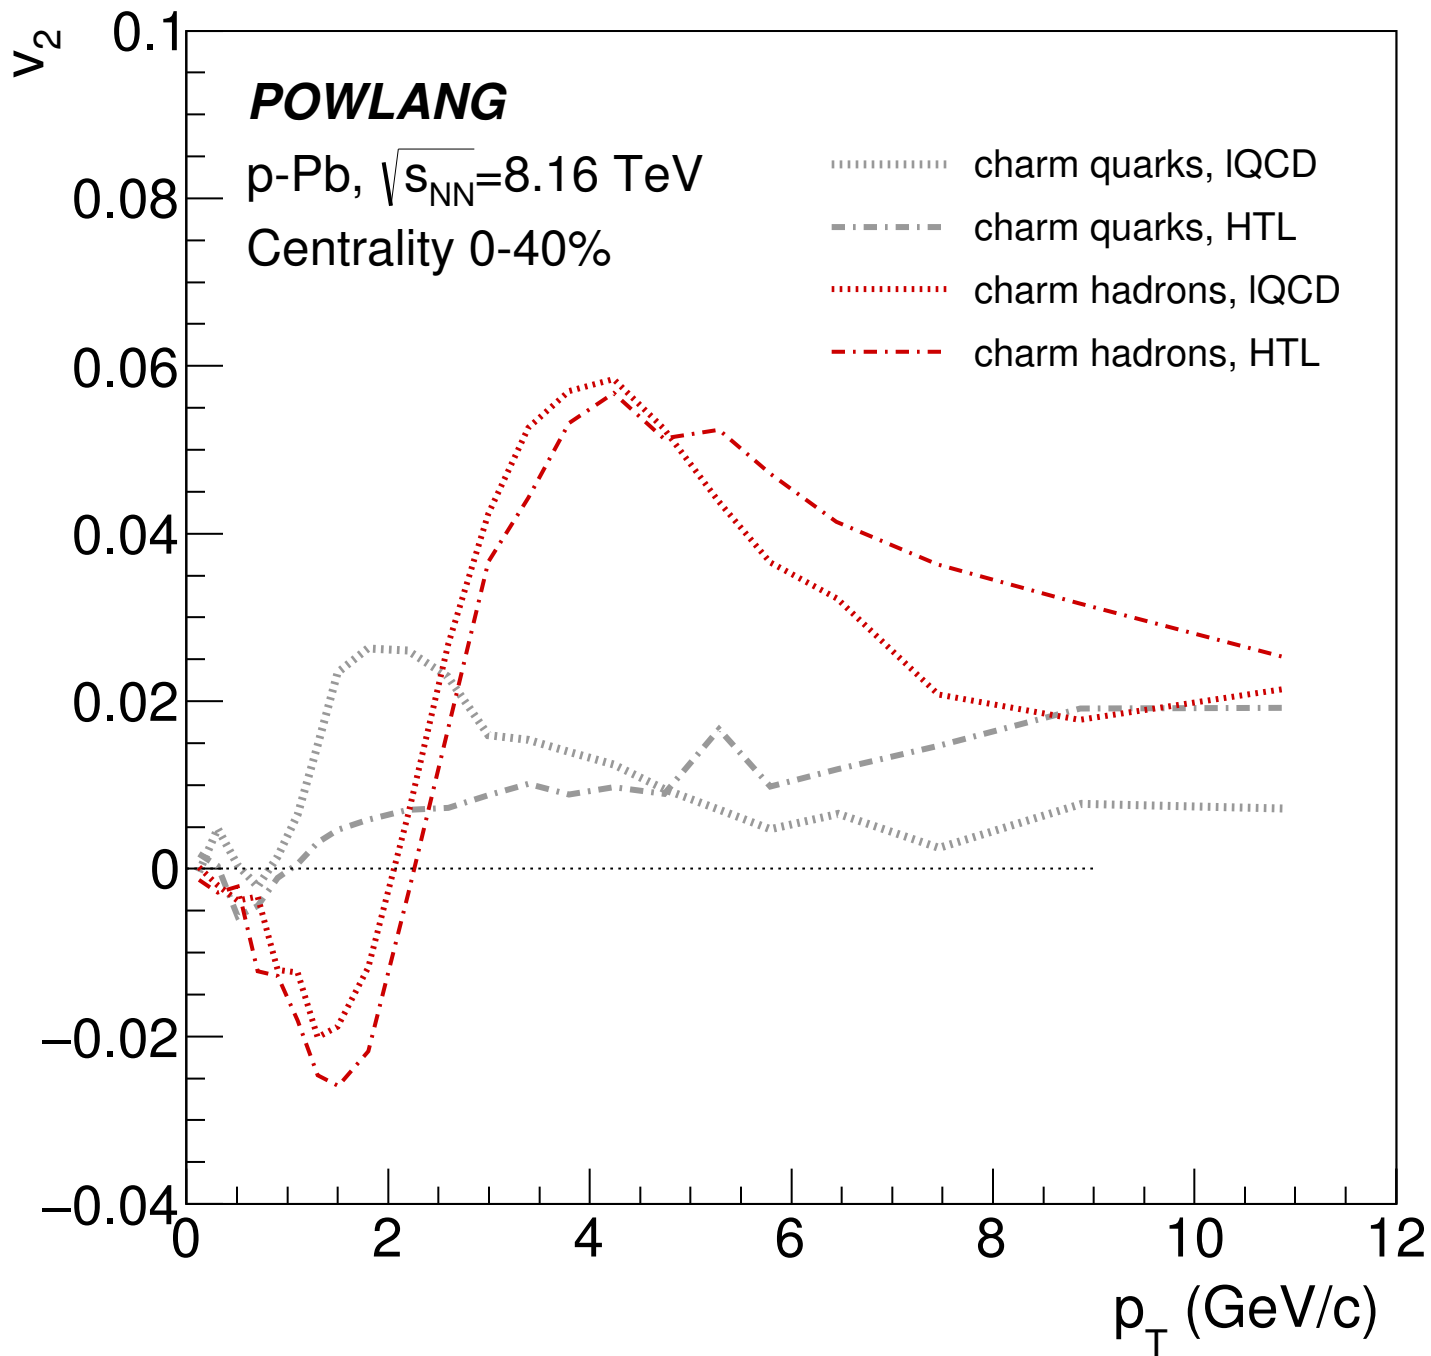 v2
0.1
0.08
0.06
0.04
0.02
0
−0.02
−0.04
POWLANG
p-Pb, √sNN=8.16 TeV
Centrality 0-40%
charm quarks, lQCD
charm quarks, HTL
charm hadrons, lQCD
charm hadrons, HTL
0 2 4 6 8 10 12
pT (GeV/c)